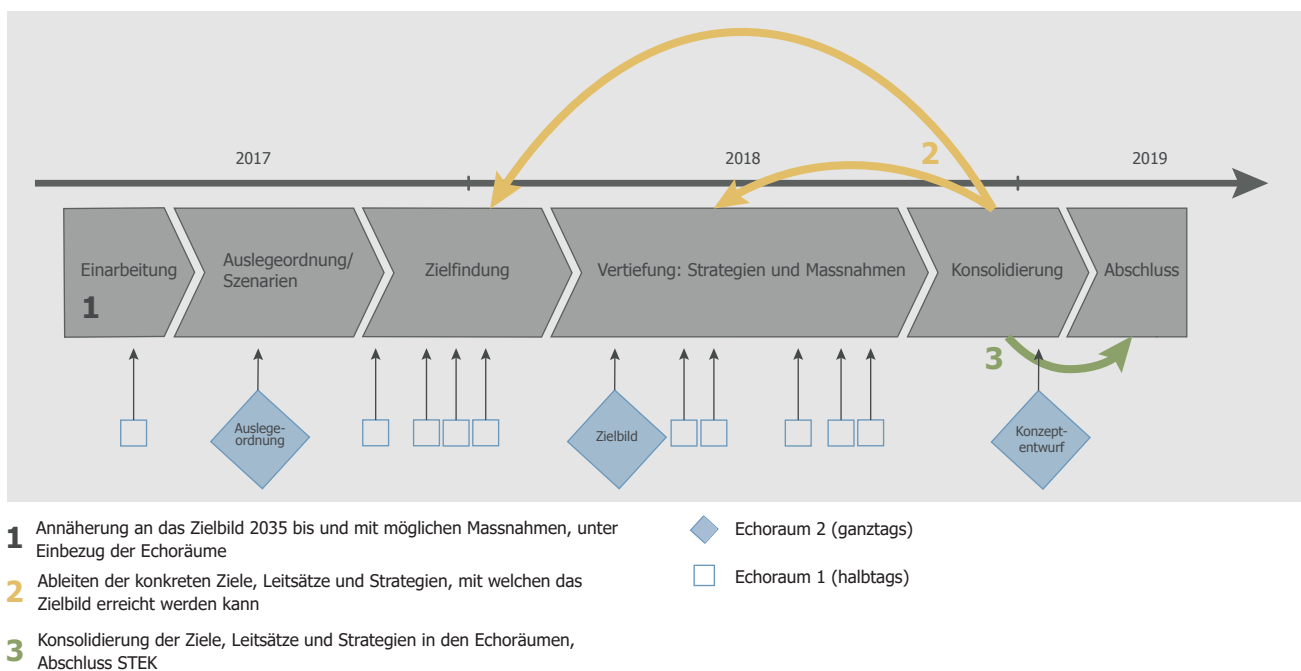 2017
2018
2019
2
Einarbeitung
1
Auslegeordnung/
Szenarien
Zielfindung
Vertiefung: Strategien und Massnahmen
Konsolidierung
Abschluss
3
Auslege-
ordnung
Zielbild
Konzept-
entwurf
1 Annäherung an das Zielbild 2035 bis und mit möglichen Massnahmen, unter
Einbezug der Echoräume
2 Ableiten der konkreten Ziele, Leitsätze und Strategien, mit welchen das
Zielbild erreicht werden kann
3 Konsolidierung der Ziele, Leitsätze und Strategien in den Echoräumen,
Abschluss STEK
Echoraum 2 (ganztags)
Echoraum 1 (halbtags)